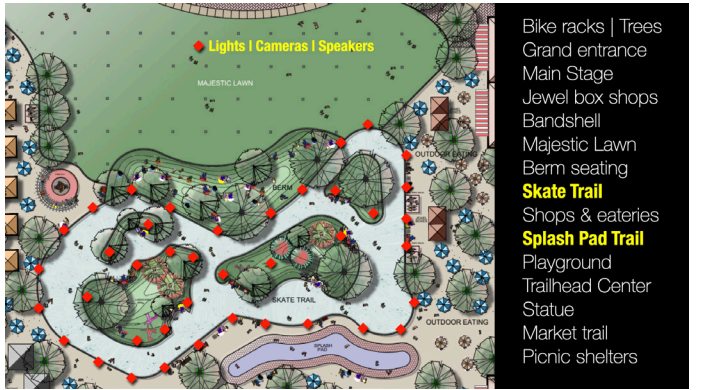 Lights | Cameras | Speakers
MAJESTIC LAWN
OUTDOOR EATING
BERM
SKATE TRAIL
OUTDOOR EATING
SPLASH
PAD
Bike racks | Trees
Grand entrance
Main Stage
Jewel box shops
Bandshell
Majestic Lawn
Berm seating
Skate Trail
Shops & eateries
Splash Pad Trail
Playground
Trailhead Center
Statue
Market trail
Picnic shelters